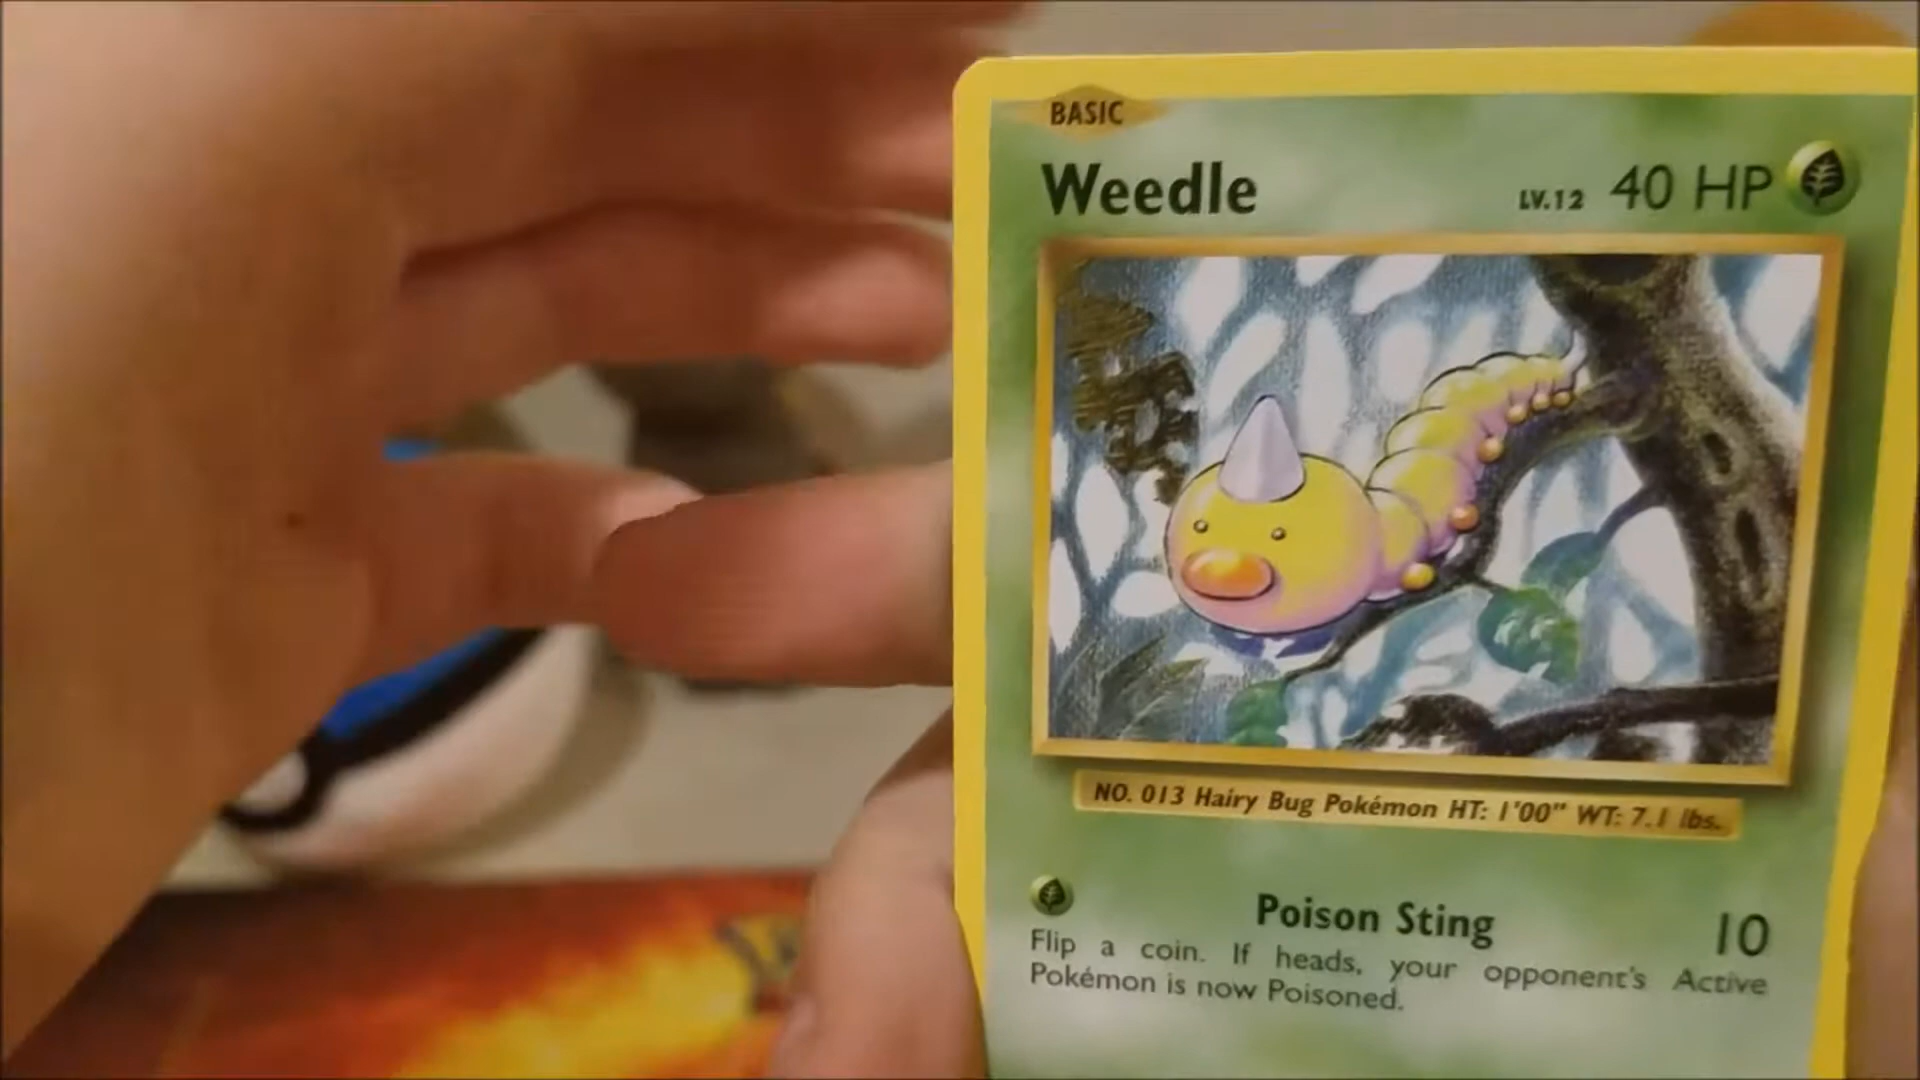 BASIC
Weedle LV.12 40 HP
NO. 013 Hairy Bug Pokémon HT: 1'00" WT: 7.1 lbs.
Poison Sting 10
Flip a coin. If heads, your opponent's Active
Pokémon is now Poisoned.